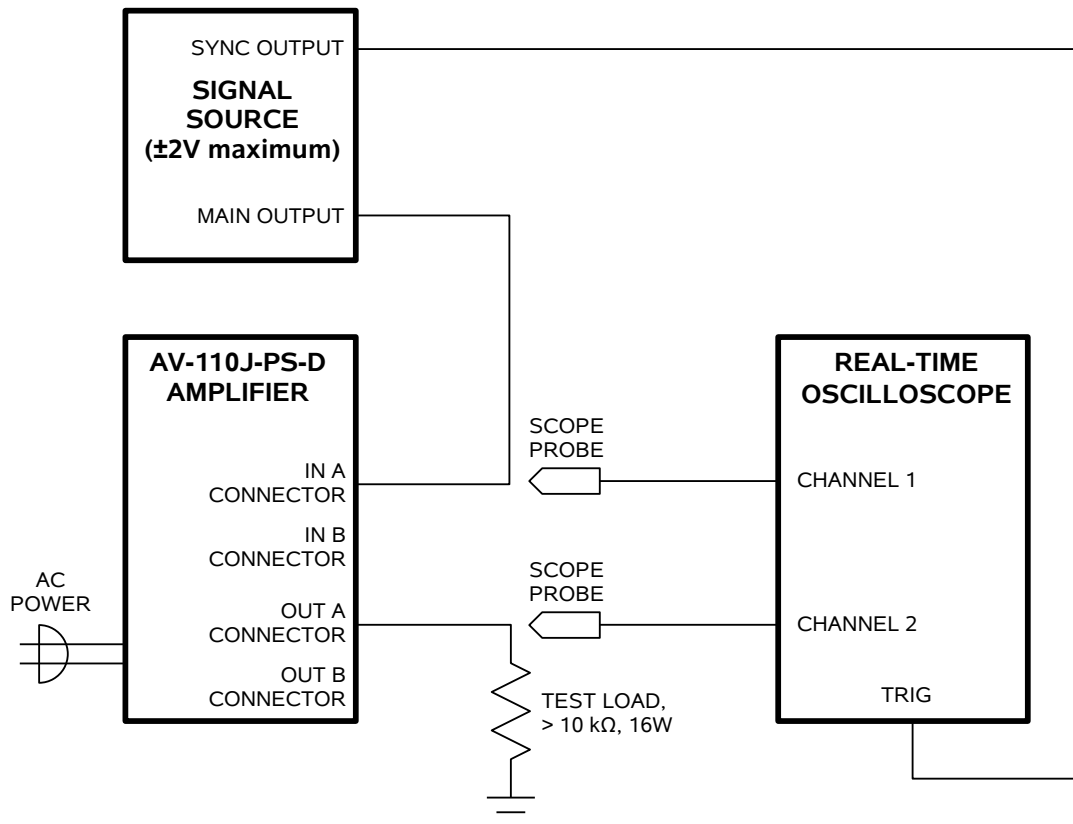 SYNC OUTPUT
SIGNAL
SOURCE
(±2V maximum)
MAIN OUTPUT
AV-110J-PS-D
AMPLIFIER
IN A
CONNECTOR
IN B
CONNECTOR
OUT A
CONNECTOR
OUT B
CONNECTOR
AC
POWER
SCOPE
PROBE
SCOPE
PROBE
TEST LOAD,
> 10 kΩ, 16W
REAL-TIME
OSCILLOSCOPE
CHANNEL 1
CHANNEL 2
TRIG